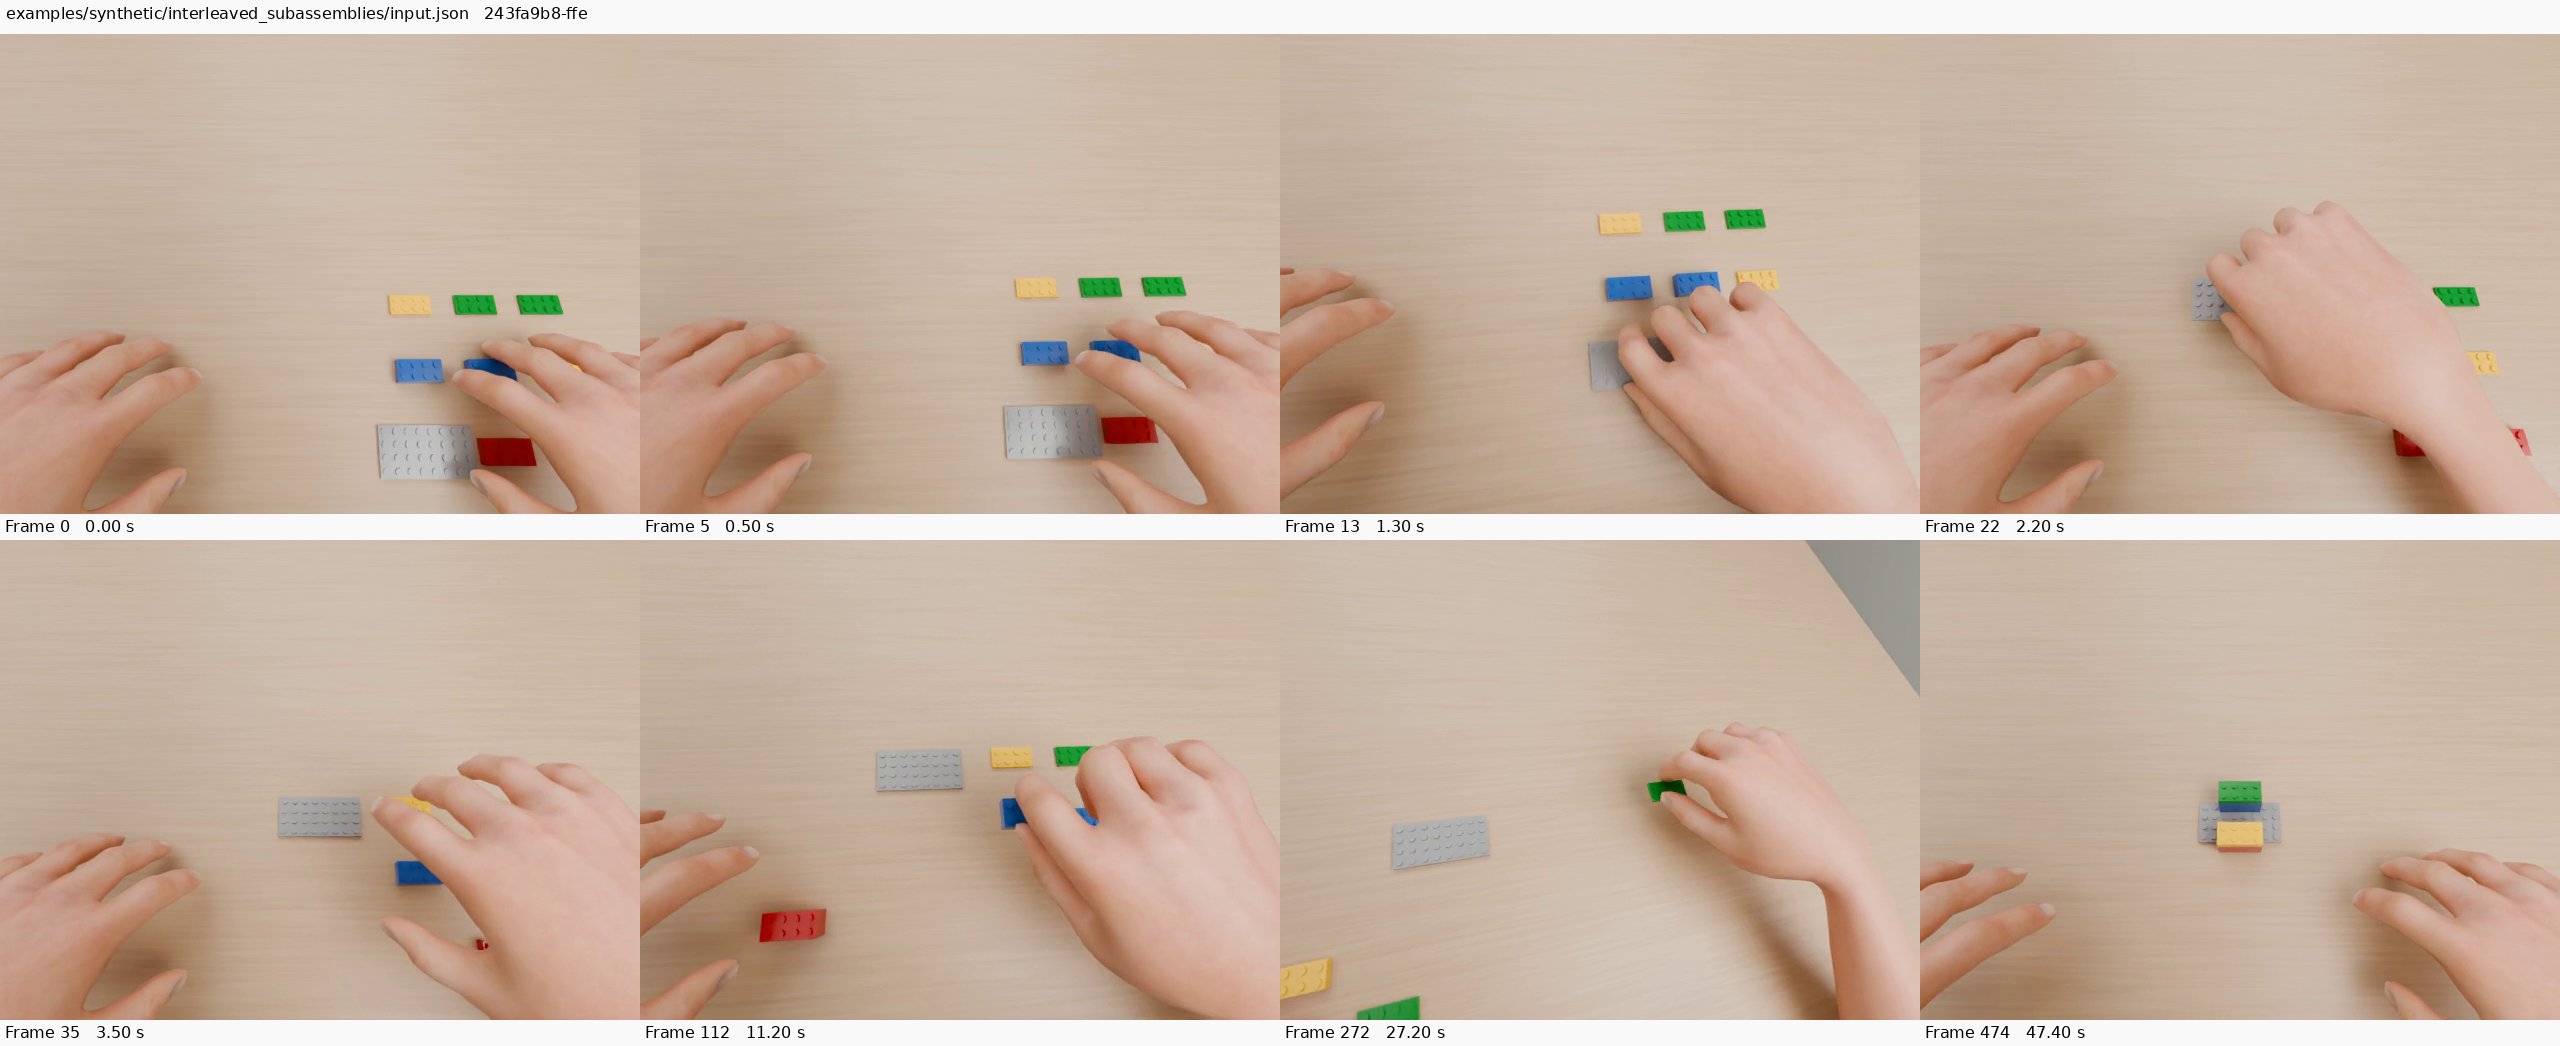 examples/synthetic/interleaved_subassemblies/input.json   243fa9b8-ffe
Frame 0   0.00 s
Frame 5   0.50 s
Frame 13   1.30 s
Frame 22   2.20 s
Frame 35   3.50 s
Frame 112   11.20 s
Frame 272   27.20 s
Frame 474   47.40 s